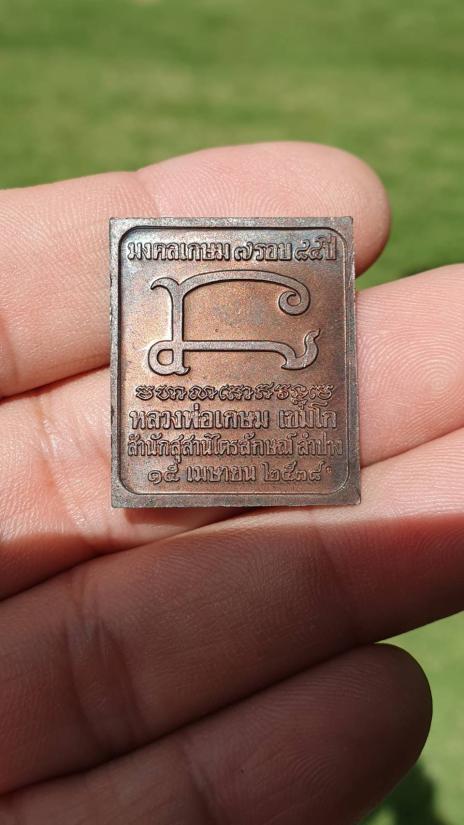 มงคลเกษม ๗ รอบ ๘๔ ปี
หลวงพ่อเกษม เขมโก
สำนักสุสานไตรลักษณ์ ลำปาง
๑๕ เมษายน ๒๕๓๘